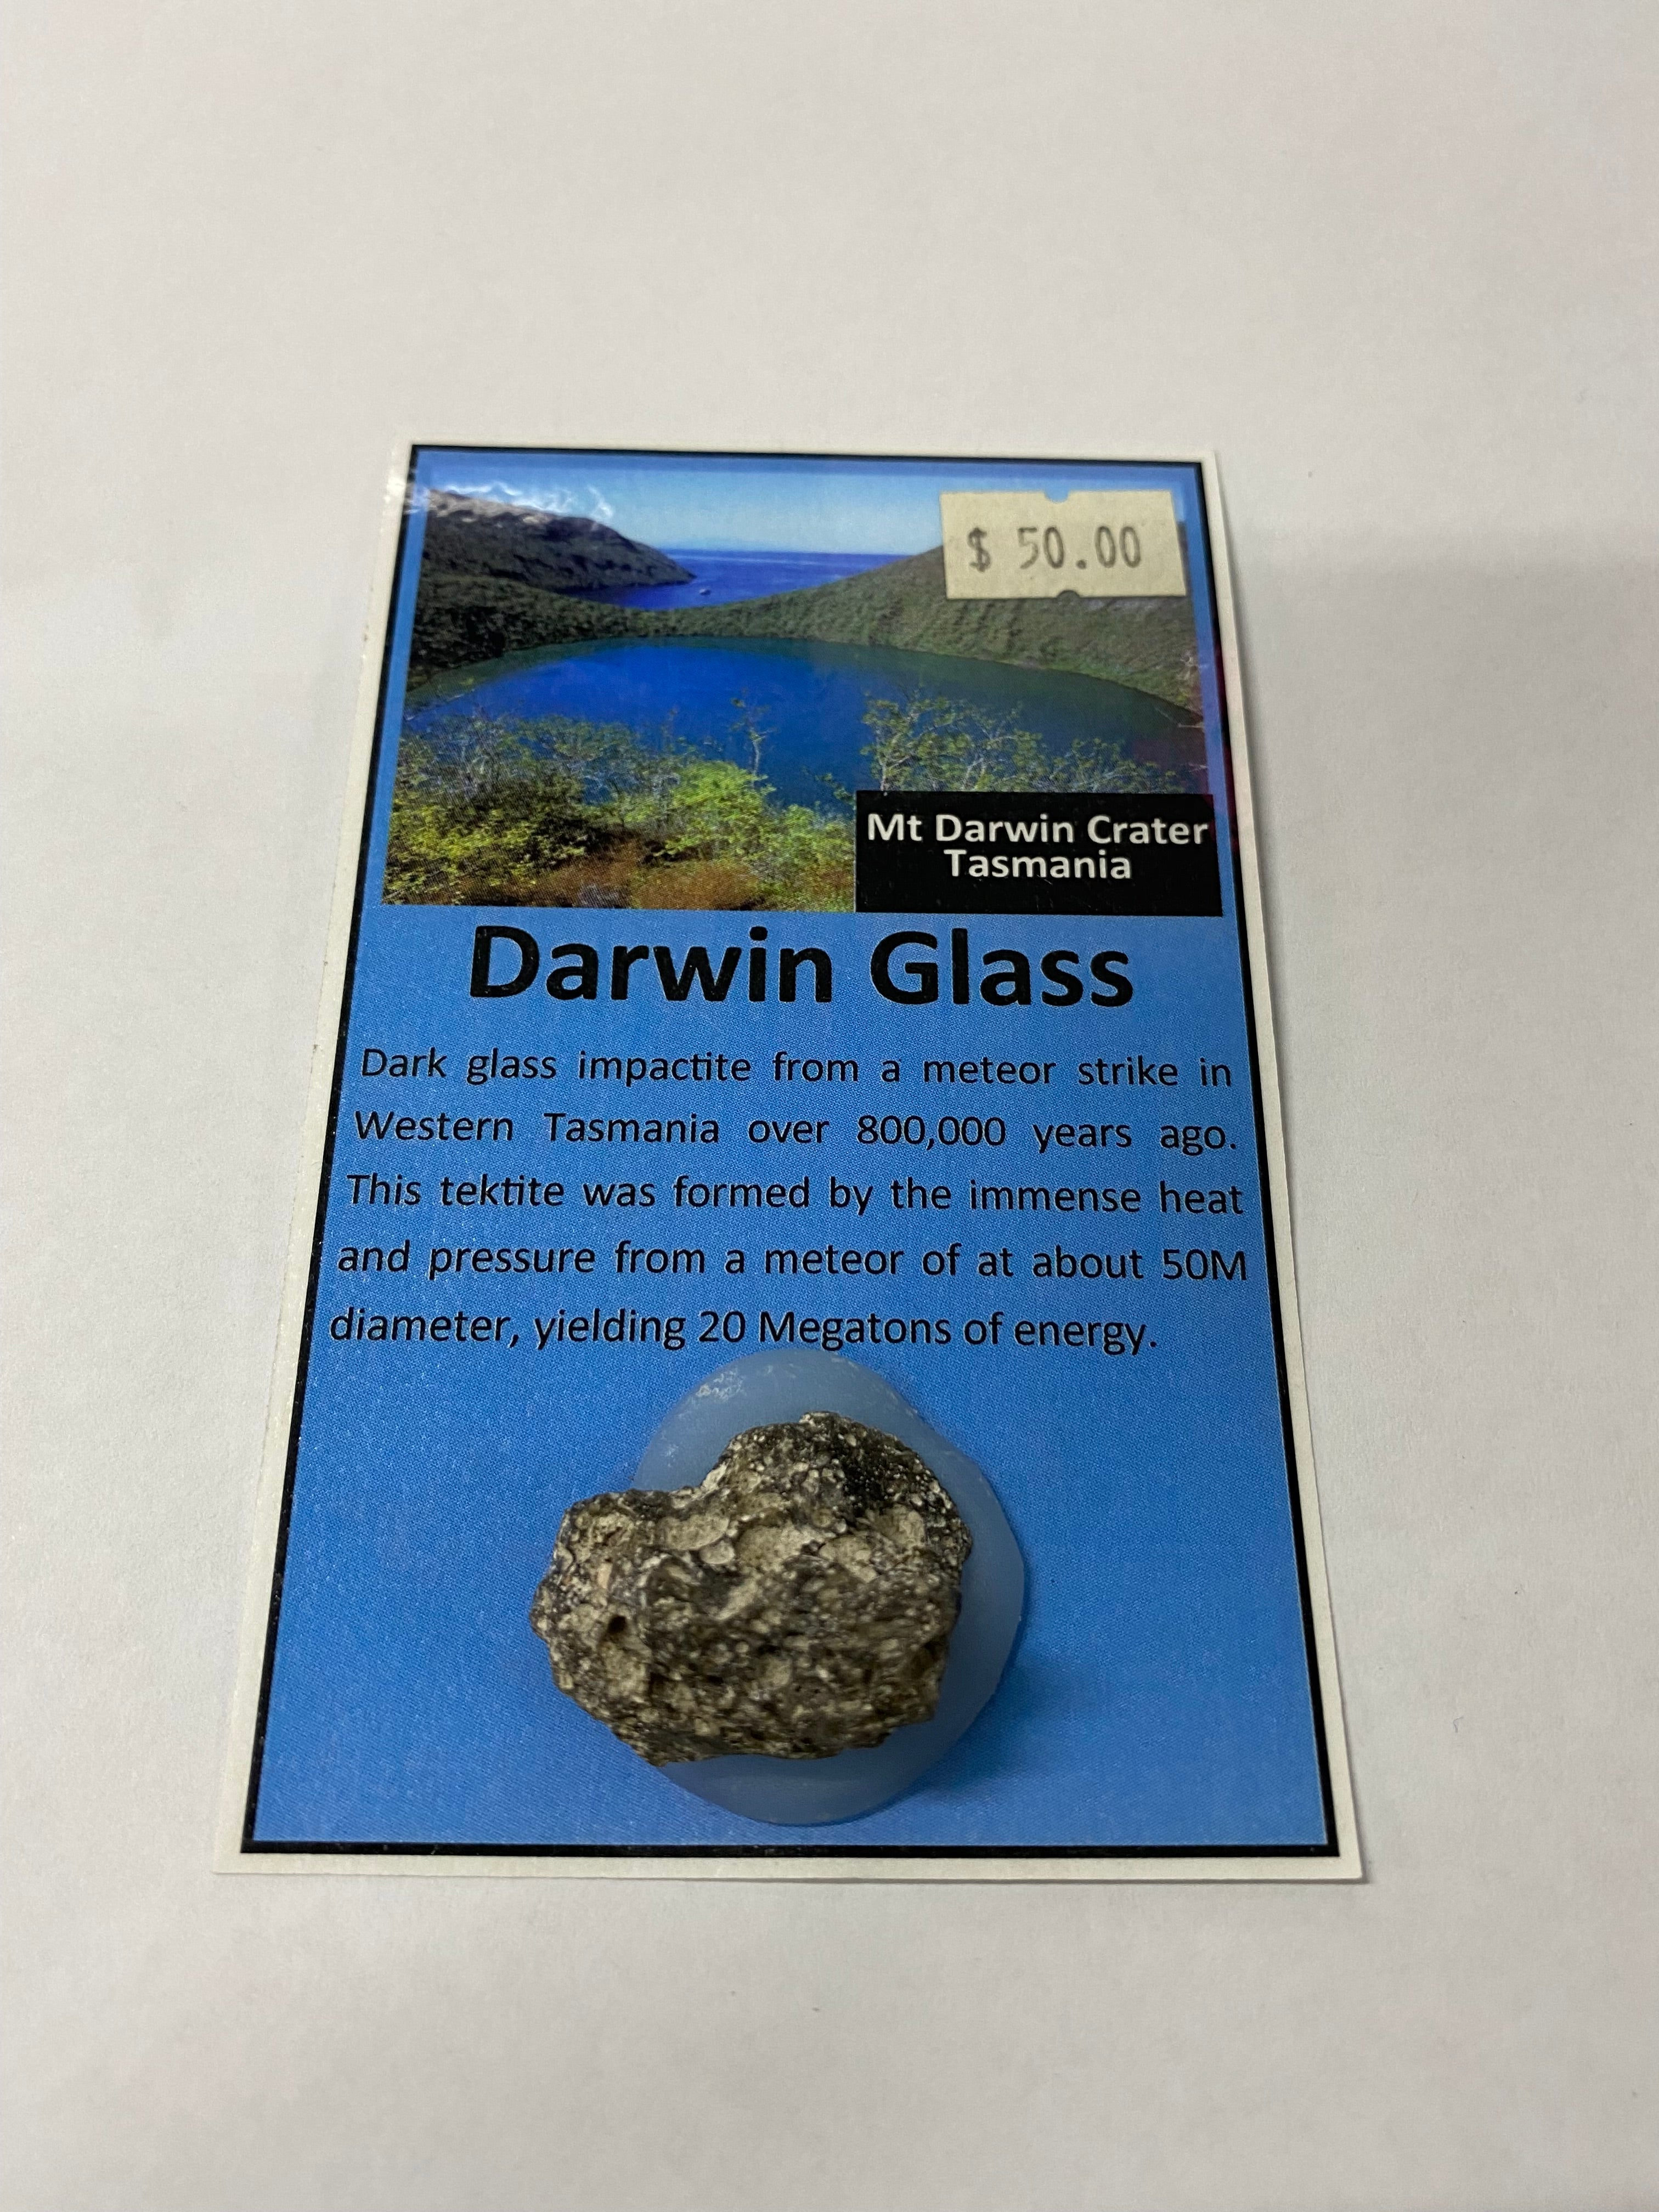 $ 50.00
Mt Darwin Crater
Tasmania
Darwin Glass
Dark glass impactite from a meteor strike in
Western Tasmania over 800,000 years ago.
This tektite was formed by the immense heat
and pressure from a meteor of at about 50M
diameter, yielding 20 Megatons of energy.